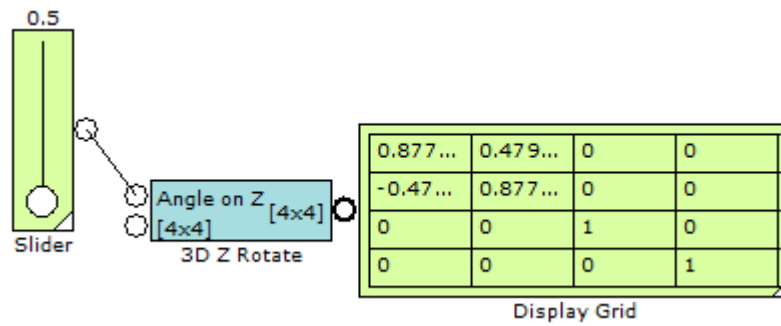 0.5
Slider
Angle on Z
[4x4]
[4x4]
3D Z Rotate
0.877... 0.479... 0 0
-0.47... 0.877... 0 0
0 0 1 0
0 0 0 1
Display Grid